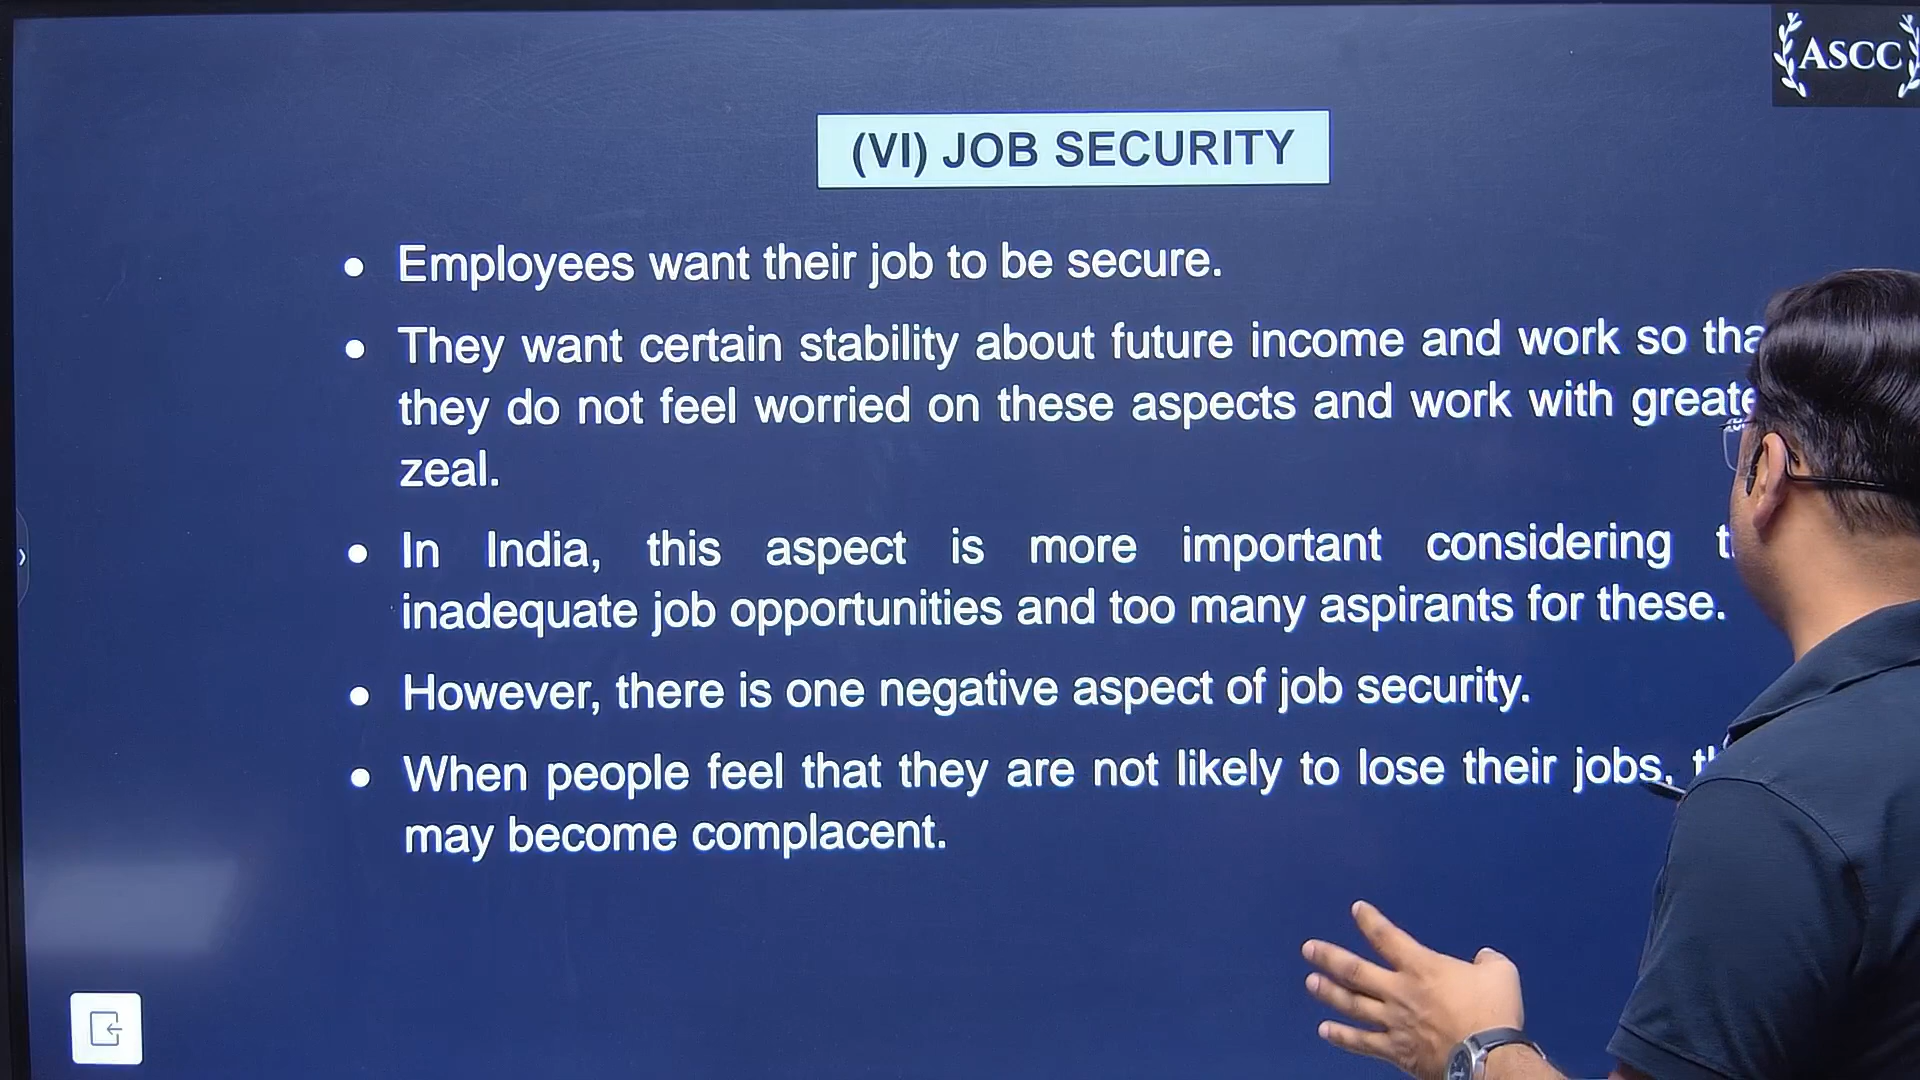 ASCC
(VI) JOB SECURITY
• Employees want their job to be secure.
• They want certain stability about future income and work so
they do not feel worried on these aspects and work with
zeal.
• In India, this aspect is more important considering
inadequate job opportunities and too many aspirants for these.
• However, there is one negative aspect of job security.
• When people feel that they are not likely to lose their jobs,
may become complacent.